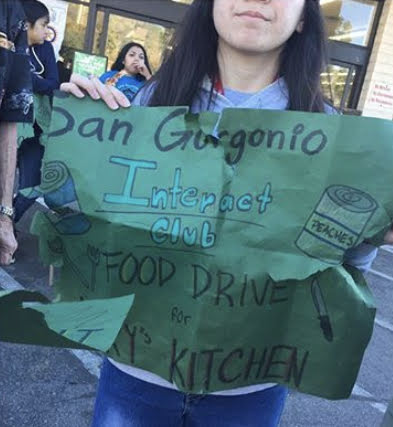 San Gorgonio
Interact
Club
PEACHES
FOOD DRIVE
FOR
Y's KITCHEN